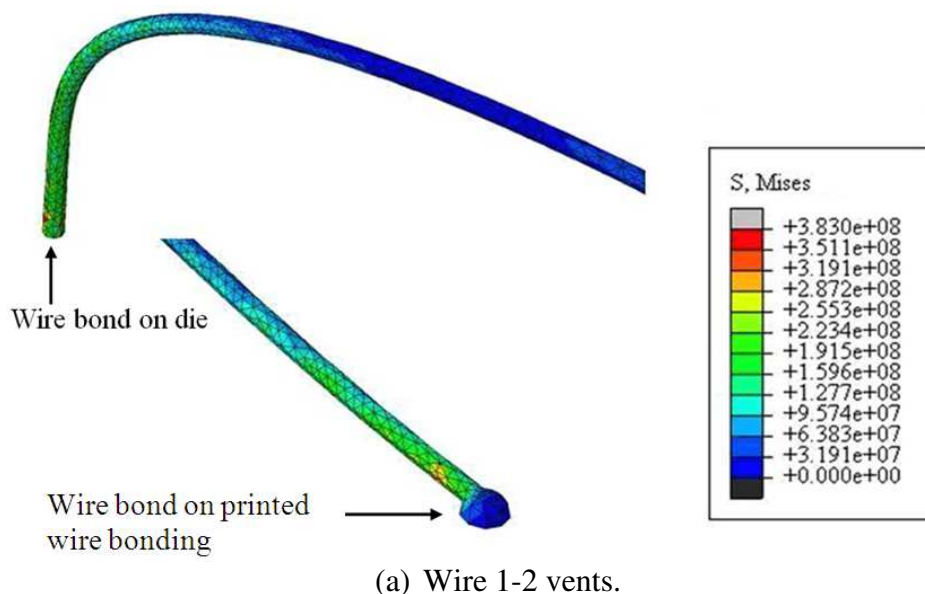 S, Mises
+3.830e+08
+3.511e+08
+3.191e+08
+2.872e+08
+2.553e+08
+2.234e+08
+1.915e+08
+1.596e+08
+1.277e+08
+9.574e+07
+6.383e+07
+3.191e+07
+0.000e+00
Wire bond on die
Wire bond on printed
wire bonding
(a) Wire 1-2 vents.